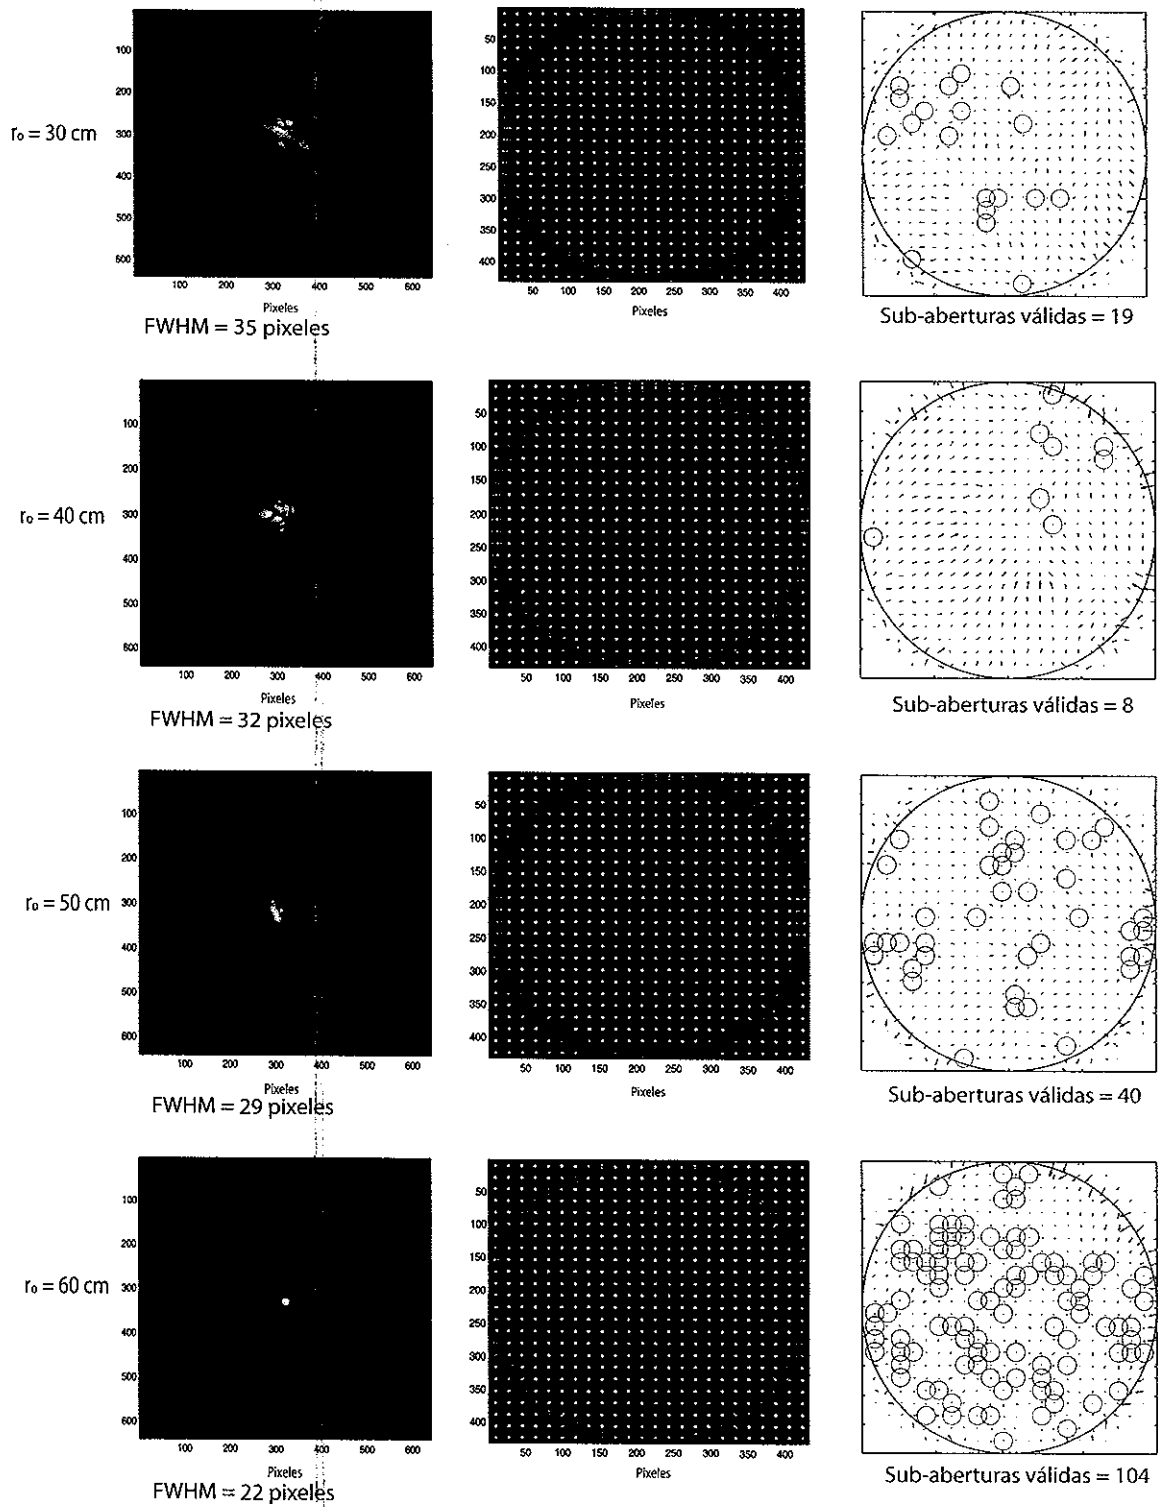 100
200
300
400
500
600
100 200 300 400 500 600
Pixeles
50
100
150
200
250
300
350
400
50 100 150 200 250 300 350 400
Pixeles
r₀ = 30 cm
FWHM = 35 pixeles
Sub-aberturas válidas = 19
100
200
300
400
500
600
100 200 300 400 500 600
Pixeles
50
100
150
200
250
300
350
400
50 100 150 200 250 300 350 400
Pixeles
r₀ = 40 cm
FWHM = 32 pixeles
Sub-aberturas válidas = 8
100
200
300
400
500
600
100 200 300 400 500 600
Pixeles
50
100
150
200
250
300
350
400
50 100 150 200 250 300 350 400
Pixeles
r₀ = 50 cm
FWHM = 29 pixeles
Sub-aberturas válidas = 40
100
200
300
400
500
600
100 200 300 400 500 600
Pixeles
50
100
150
200
250
300
350
400
50 100 150 200 250 300 350 400
Pixeles
r₀ = 60 cm
FWHM = 22 pixeles
Sub-aberturas válidas = 104